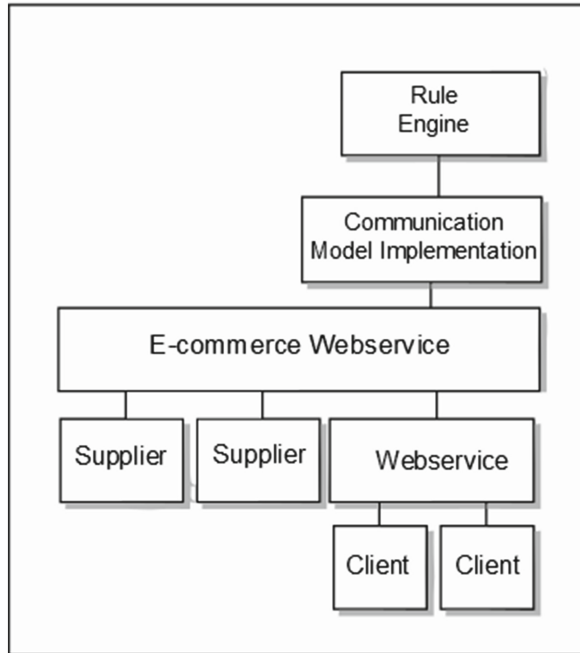 Rule
Engine
Communication
Model Implementation
E-commerce Webservice
Supplier
Supplier
Webservice
Client
Client